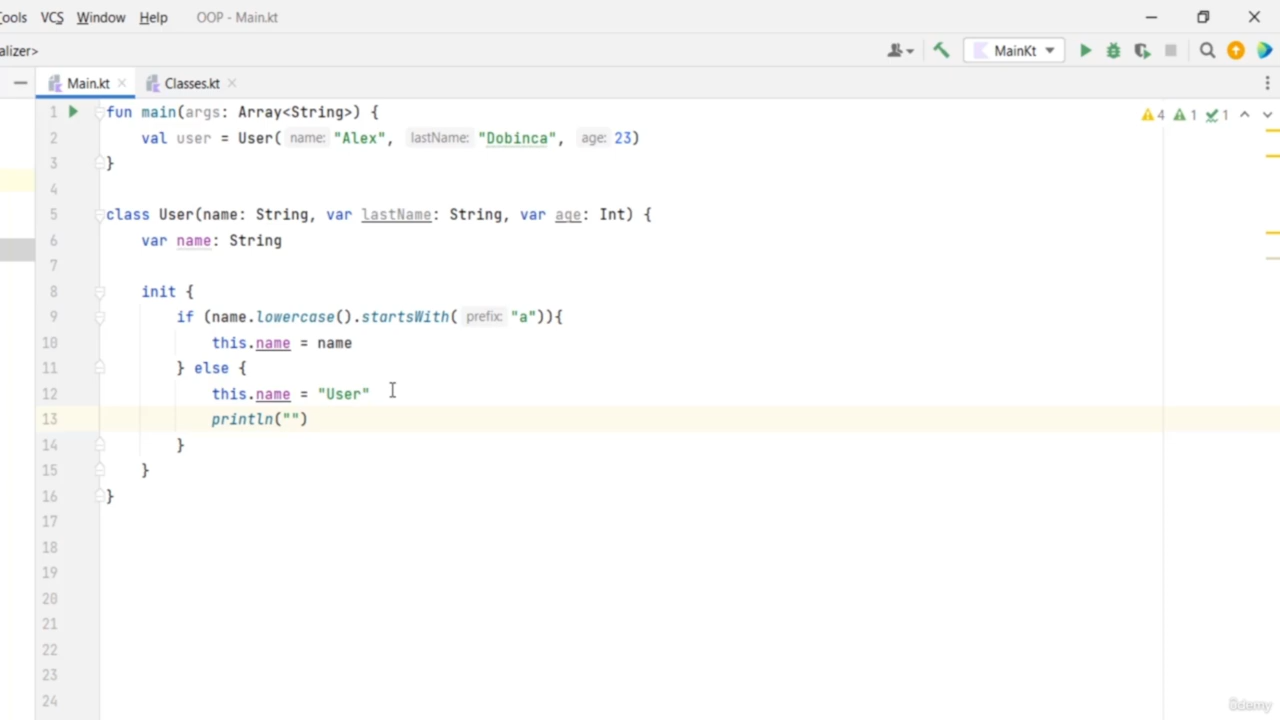 Tools VCS Window Help OOP - Main.kt
alizer>
MainKt
Main.kt Classes.kt
1 fun main(args: Array<String>) {
2 val user = User( name: "Alex", lastName: "Dobinca", age: 23)
3 }
4
5 class User(name: String, var lastName: String, var age: Int) {
6 var name: String
7
8 init {
9 if (name.lowercase().startsWith( prefix: "a")){
10 this.name = name
11 } else {
12 this.name = "User"
13 println("")
14 }
15 }
16 }
17
18
19
20
21
22
23
24
4 1 1
ûdemy